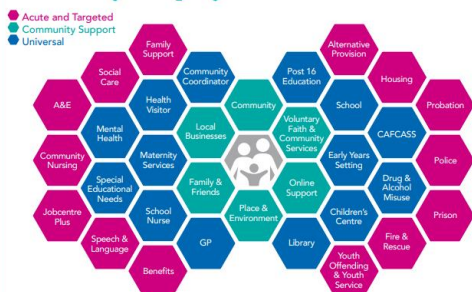 Acute and Targeted
Community Support
Universal
Family
Support
Alternative
Provision
Social
Care
Community
Coordinator
Post 16
Education
Housing
A&E
Health
Visitor
Community
School
Probation
Mental
Health
Local
Businesses
Voluntary
Faith &
Community
Services
CAFCASS
Community
Nursing
Maternity
Services
Early Years
Setting
Police
Special
Educational
Needs
Family &
Friends
Online
Support
Drug &
Alcohol
Misuse
Jobcentre
Plus
School
Nurse
Place &
Environment
Children's
Centre
Prison
Speech &
Language
GP
Library
Fire &
Rescue
Benefits
Youth
Offending
& Youth
Service